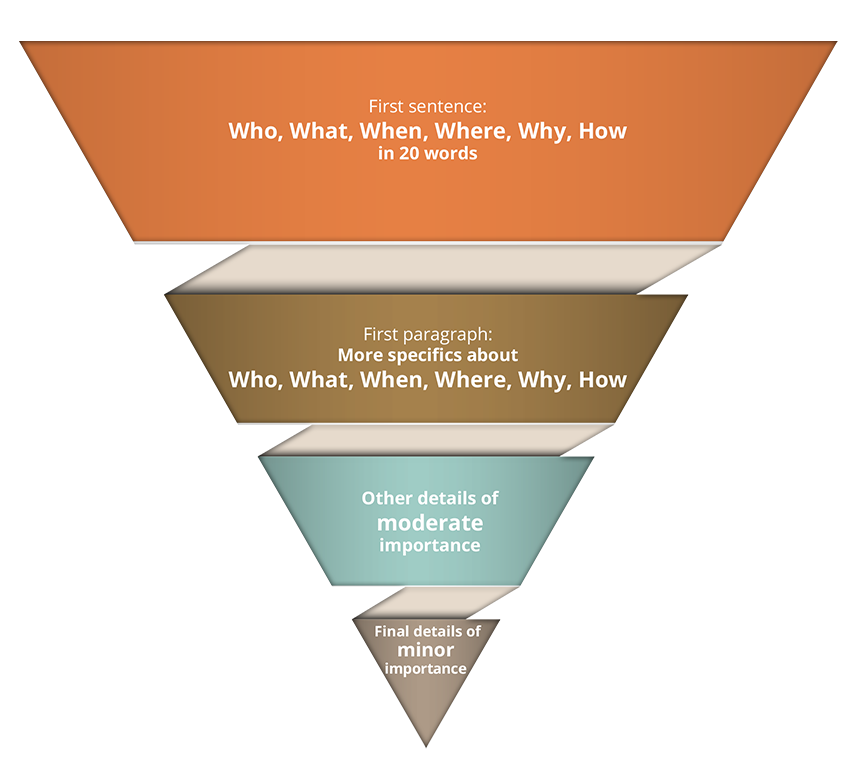 First sentence:
Who, What, When, Where, Why, How
in 20 words
First paragraph:
More specifics about
Who, What, When, Where, Why, How
Other details of
moderate
importance
Final details of
minor
importance